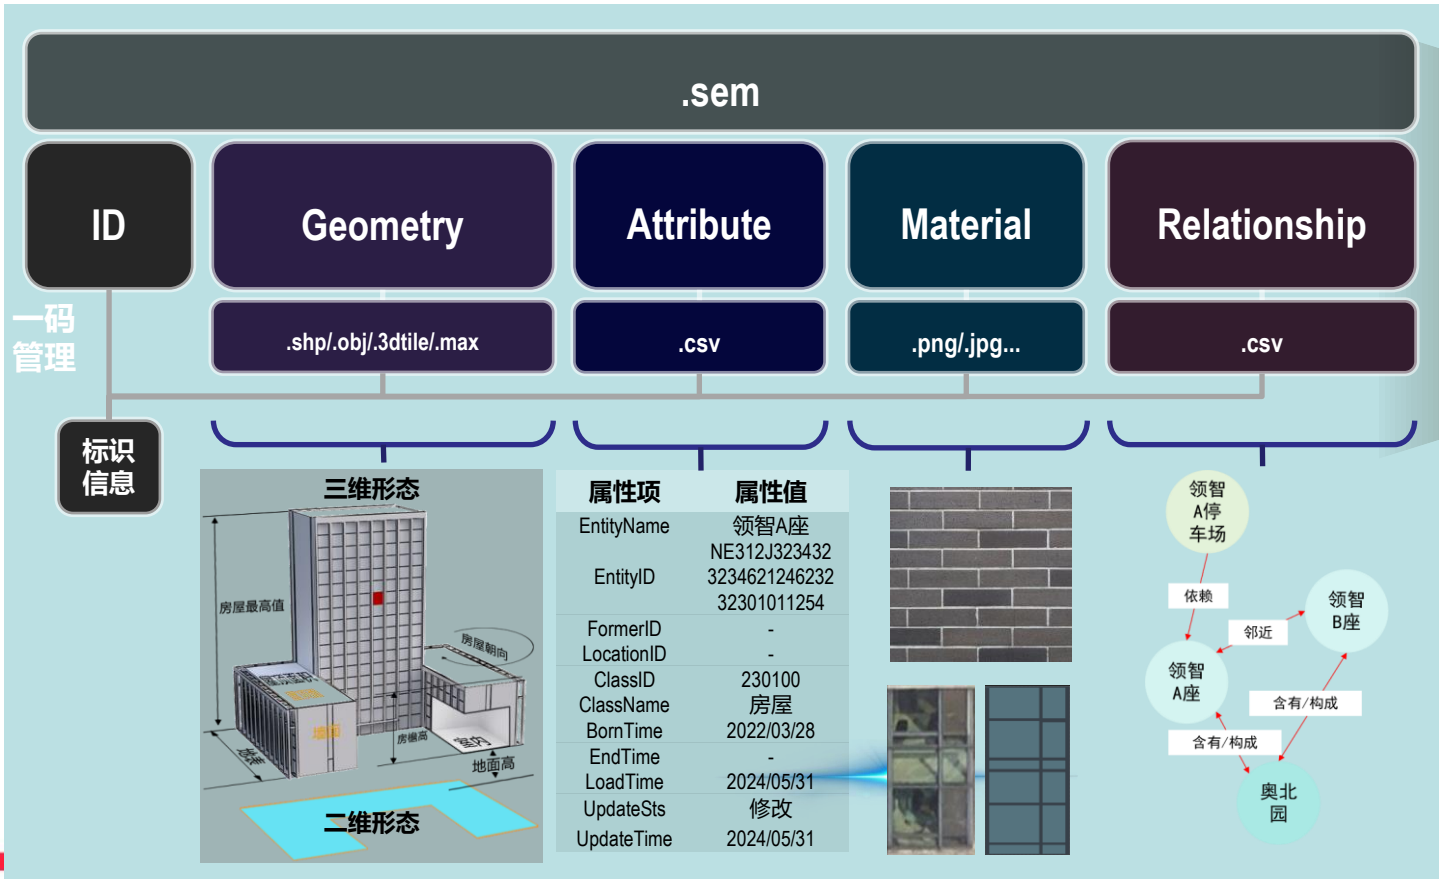 .sem
ID
Geometry
Attribute
Material
Relationship
一码
管理
.shp/.obj/.3dtile/.max
.csv
.png/.jpg...
.csv
标识
信息
三维形态
房屋最高值
房屋朝向
墙面
室内
房檐高
地面高
二维形态
属性项 属性值
EntityName 领智A座
EntityID NE312J323432
3234621246232
32301011254
FormerID -
LocationID -
ClassID 230100
ClassName 房屋
BornTime 2022/03/28
EndTime -
LoadTime 2024/05/31
UpdateSts 修改
UpdateTime 2024/05/31
领智
A停
车场
依赖
领智
B座
邻近
领智
A座
含有/构成
含有/构成
奥北
园